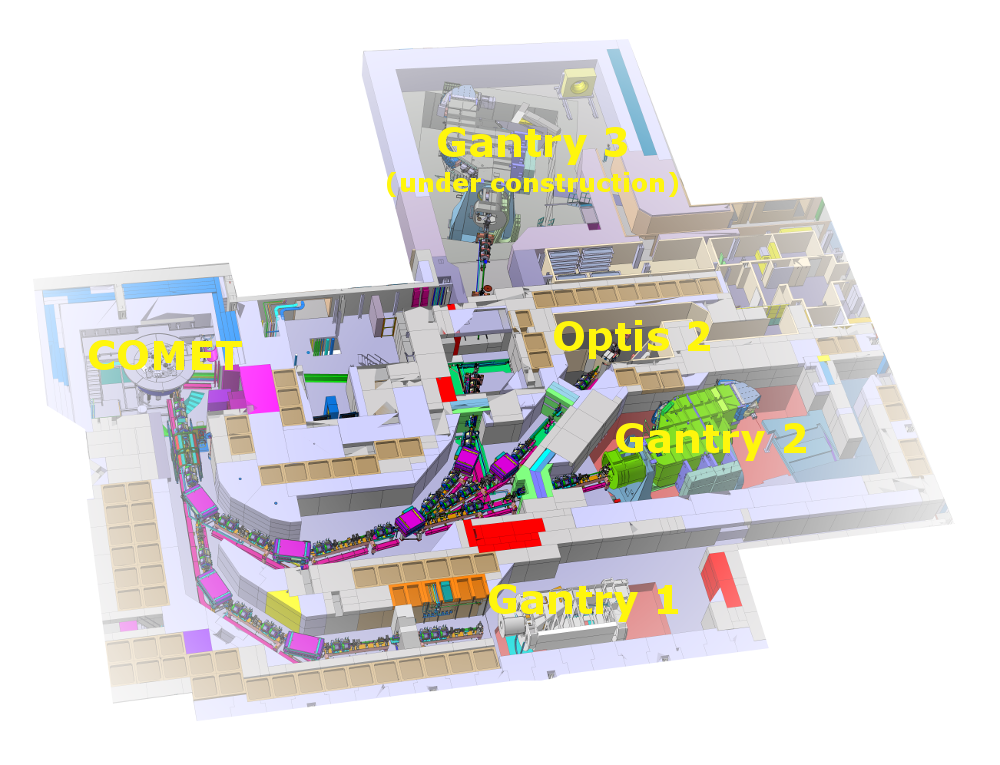 Gantry 3
(under construction)
Optis 2
COMET
Gantry 2
Gantry 1